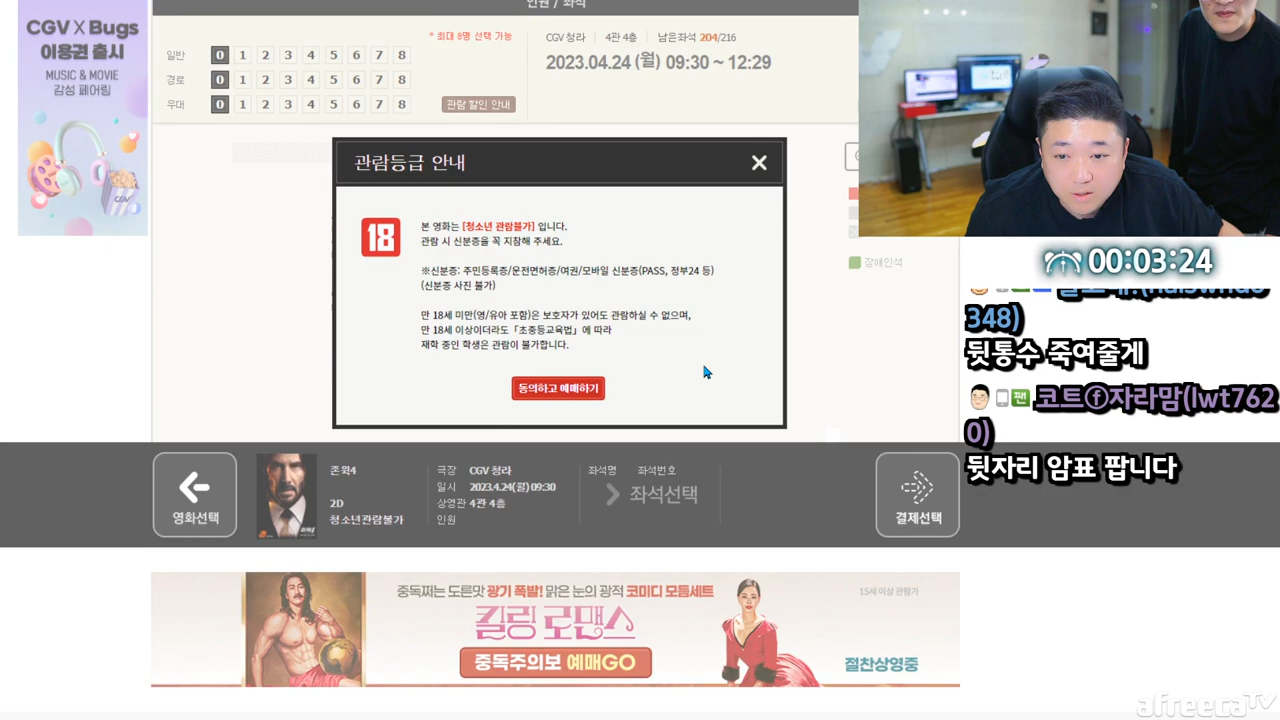 인원 / 좌석
CGV X Bugs
이용권 출시
MUSIC & MOVIE
감성 페어링
CGV
* 최대 8명 선택 가능
일반 0 1 2 3 4 5 6 7 8
경로 0 1 2 3 4 5 6 7 8
우대 0 1 2 3 4 5 6 7 8
관람 할인 안내
CGV 청라 4관 4층 남은좌석 204/216
2023.04.24 (월) 09:30 ~ 12:29
관람등급 안내
18
본 영화는 [청소년 관람불가] 입니다.
관람 시 신분증을 꼭 지참해 주세요.
※신분증: 주민등록증/운전면허증/여권/모바일 신분증(PASS, 정부24 등)
(신분증 사진 불가)
만 18세 미만(영/유아 포함)은 보호자가 있어도 관람하실 수 없으며,
만 18세 이상이더라도 「초중등교육법」에 따라
재학 중인 학생은 관람이 불가합니다.
동의하고 예매하기
장애인석
00:03:24
348)
뒷통수 죽여줄게
팬 코트ⓕ자라맘(lwt762
0)
뒷자리 암표 팝니다
영화선택
존 윅4
2D
청소년관람불가
극장 CGV 청라
일시 2023.4.24(월) 09:30
상영관 4관 4층
인원
좌석명 좌석번호
좌석선택
결제선택
중독쩌는 도른맛 광기 폭발! 맑은 눈의 광적 코미디 모듬세트
킬링 로맨스
중독주의보 예매GO
15세 이상 관람가
절찬상영중
afreecaTV